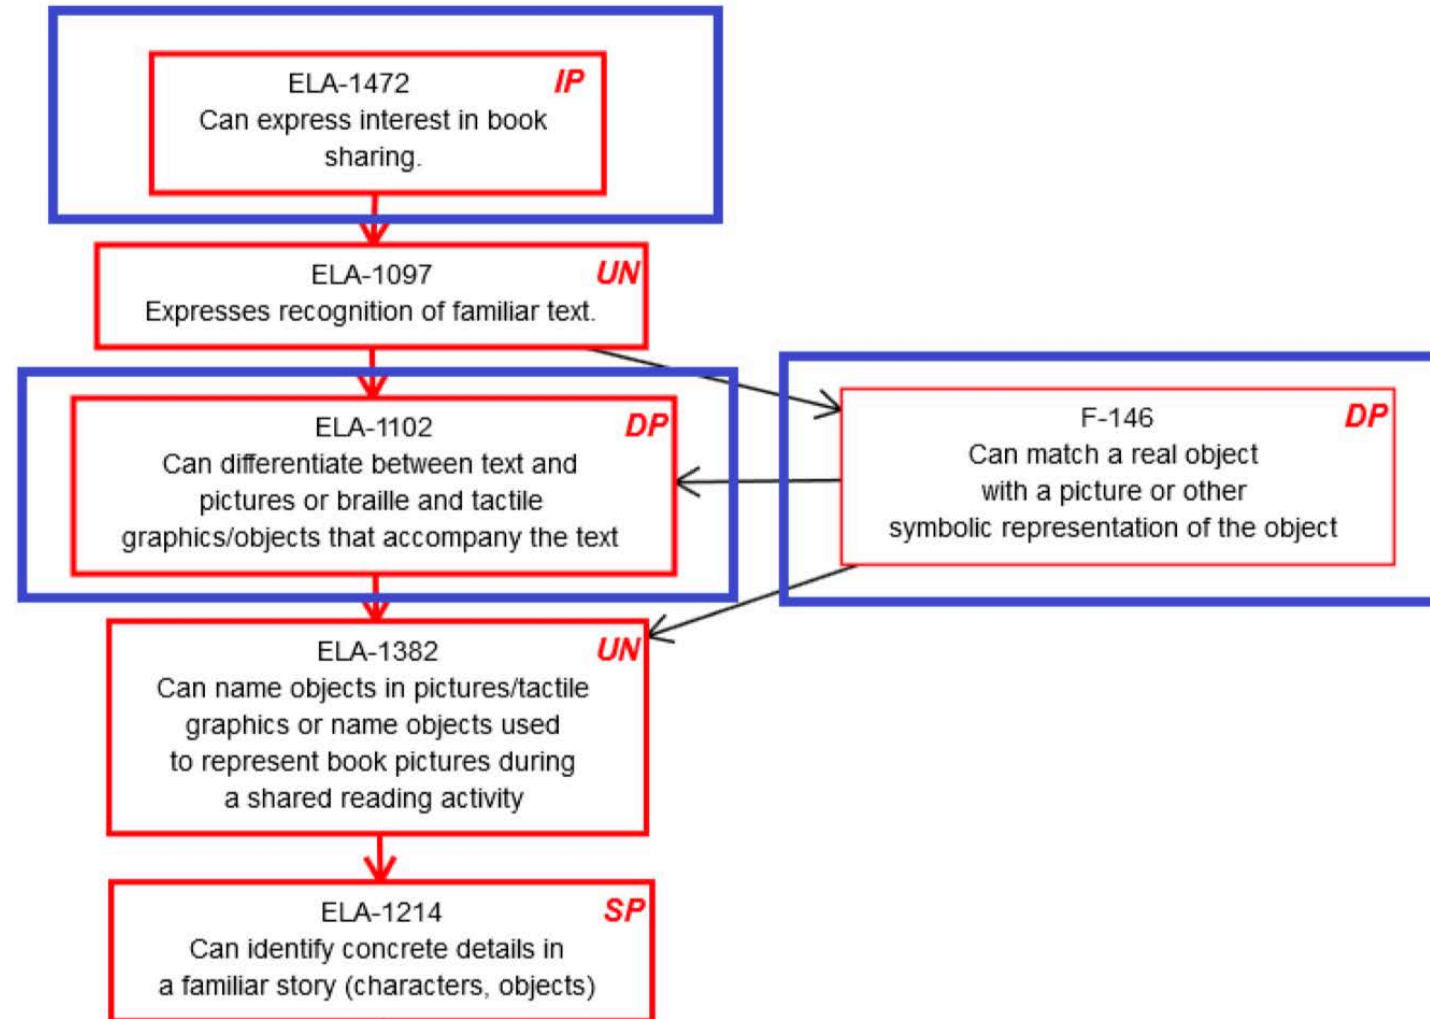 ELA-1472 IP
Can express interest in book
sharing.
ELA-1097 UN
Expresses recognition of familiar text.
ELA-1102 DP
Can differentiate between text and
pictures or braille and tactile
graphics/objects that accompany the text
F-146 DP
Can match a real object
with a picture or other
symbolic representation of the object
ELA-1382 UN
Can name objects in pictures/tactile
graphics or name objects used
to represent book pictures during
a shared reading activity
ELA-1214 SP
Can identify concrete details in
a familiar story (characters, objects)